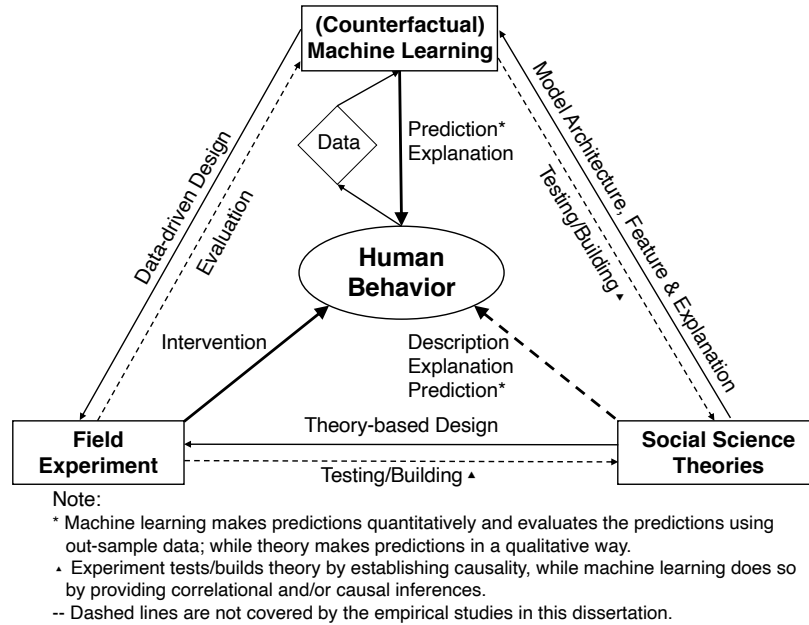 (Counterfactual)
Machine Learning
Data-driven Design
Evaluation
Data
Prediction*
Explanation
Model Architecture, Feature & Explanation
Testing/Building ▲
Human
Behavior
Intervention
Description
Explanation
Prediction*
Field
Experiment
Theory-based Design
Testing/Building ▲
Social Science
Theories
Note:
* Machine learning makes predictions quantitatively and evaluates the predictions using
out-sample data; while theory makes predictions in a qualitative way.
▲ Experiment tests/builds theory by establishing causality, while machine learning does so
by providing correlational and/or causal inferences.
-- Dashed lines are not covered by the empirical studies in this dissertation.